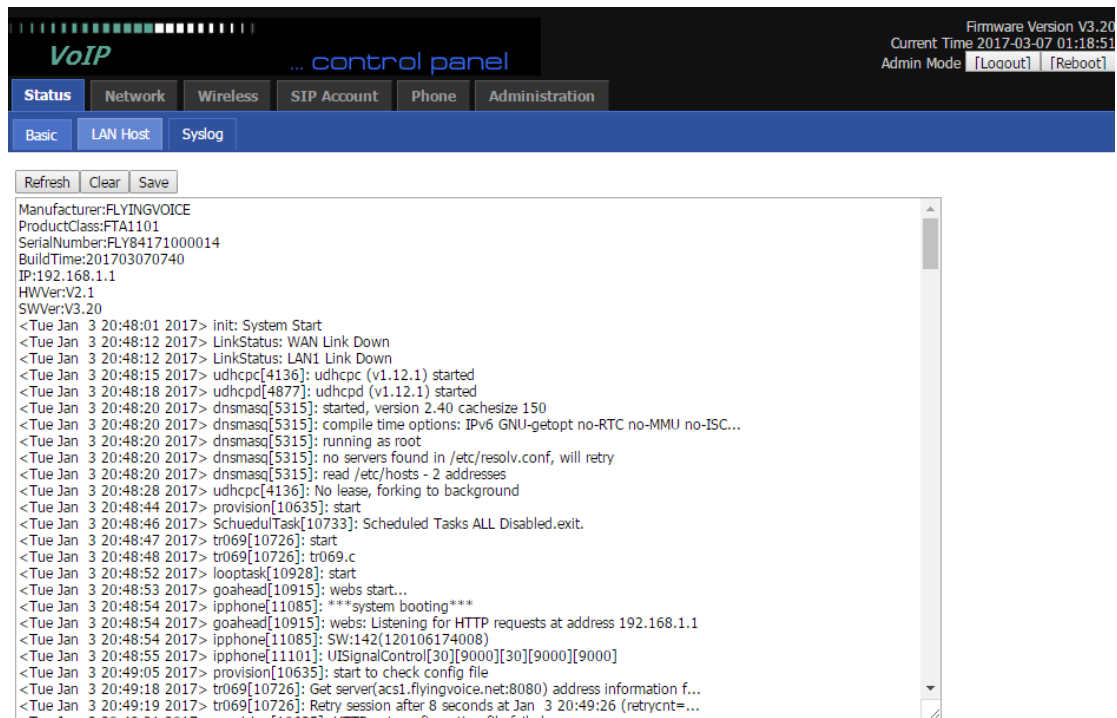 VoIP
... control panel
Firmware Version V3.20
Current Time 2017-03-07 01:18:51
Admin Mode [Logout] [Reboot]
Status Network Wireless SIP Account Phone Administration
Basic LAN Host Syslog
Refresh Clear Save
Manufacturer:FLYINGVOICE
ProductClass:FTA1101
SerialNumber:FLY84171000014
BuildTime:201703070740
IP:192.168.1.1
HWVer:V2.1
SWVer:V3.20
<Tue Jan  3 20:48:01 2017> init: System Start
<Tue Jan  3 20:48:12 2017> LinkStatus: WAN Link Down
<Tue Jan  3 20:48:12 2017> LinkStatus: LAN1 Link Down
<Tue Jan  3 20:48:15 2017> udhcpc[4136]: udhcpc (v1.12.1) started
<Tue Jan  3 20:48:18 2017> udhcpd[4877]: udhcpd (v1.12.1) started
<Tue Jan  3 20:48:20 2017> dnsmasq[5315]: started, version 2.40 cachesize 150
<Tue Jan  3 20:48:20 2017> dnsmasq[5315]: compile time options: IPv6 GNU-getopt no-RTC no-MMU no-ISC...
<Tue Jan  3 20:48:20 2017> dnsmasq[5315]: running as root
<Tue Jan  3 20:48:20 2017> dnsmasq[5315]: no servers found in /etc/resolv.conf, will retry
<Tue Jan  3 20:48:20 2017> dnsmasq[5315]: read /etc/hosts - 2 addresses
<Tue Jan  3 20:48:28 2017> udhcpc[4136]: No lease, forking to background
<Tue Jan  3 20:48:44 2017> provision[10635]: start
<Tue Jan  3 20:48:46 2017> SchuedulTask[10733]: Scheduled Tasks ALL Disabled.exit.
<Tue Jan  3 20:48:47 2017> tr069[10726]: start
<Tue Jan  3 20:48:48 2017> tr069[10726]: tr069.c
<Tue Jan  3 20:48:52 2017> looptask[10928]: start
<Tue Jan  3 20:48:53 2017> goahead[10915]: webs start...
<Tue Jan  3 20:48:54 2017> ipphone[11085]: ***system booting***
<Tue Jan  3 20:48:54 2017> goahead[10915]: webs: Listening for HTTP requests at address 192.168.1.1
<Tue Jan  3 20:48:54 2017> ipphone[11085]: SW:142(120106174008)
<Tue Jan  3 20:48:55 2017> ipphone[11101]: UISignalControl[30][9000][30][9000][9000]
<Tue Jan  3 20:49:05 2017> provision[10635]: start to check config file
<Tue Jan  3 20:49:18 2017> tr069[10726]: Get server(acs1.flyingvoice.net:8080) address information f...
<Tue Jan  3 20:49:19 2017> tr069[10726]: Retry session after 8 seconds at Jan  3 20:49:26 (retrycnt=...